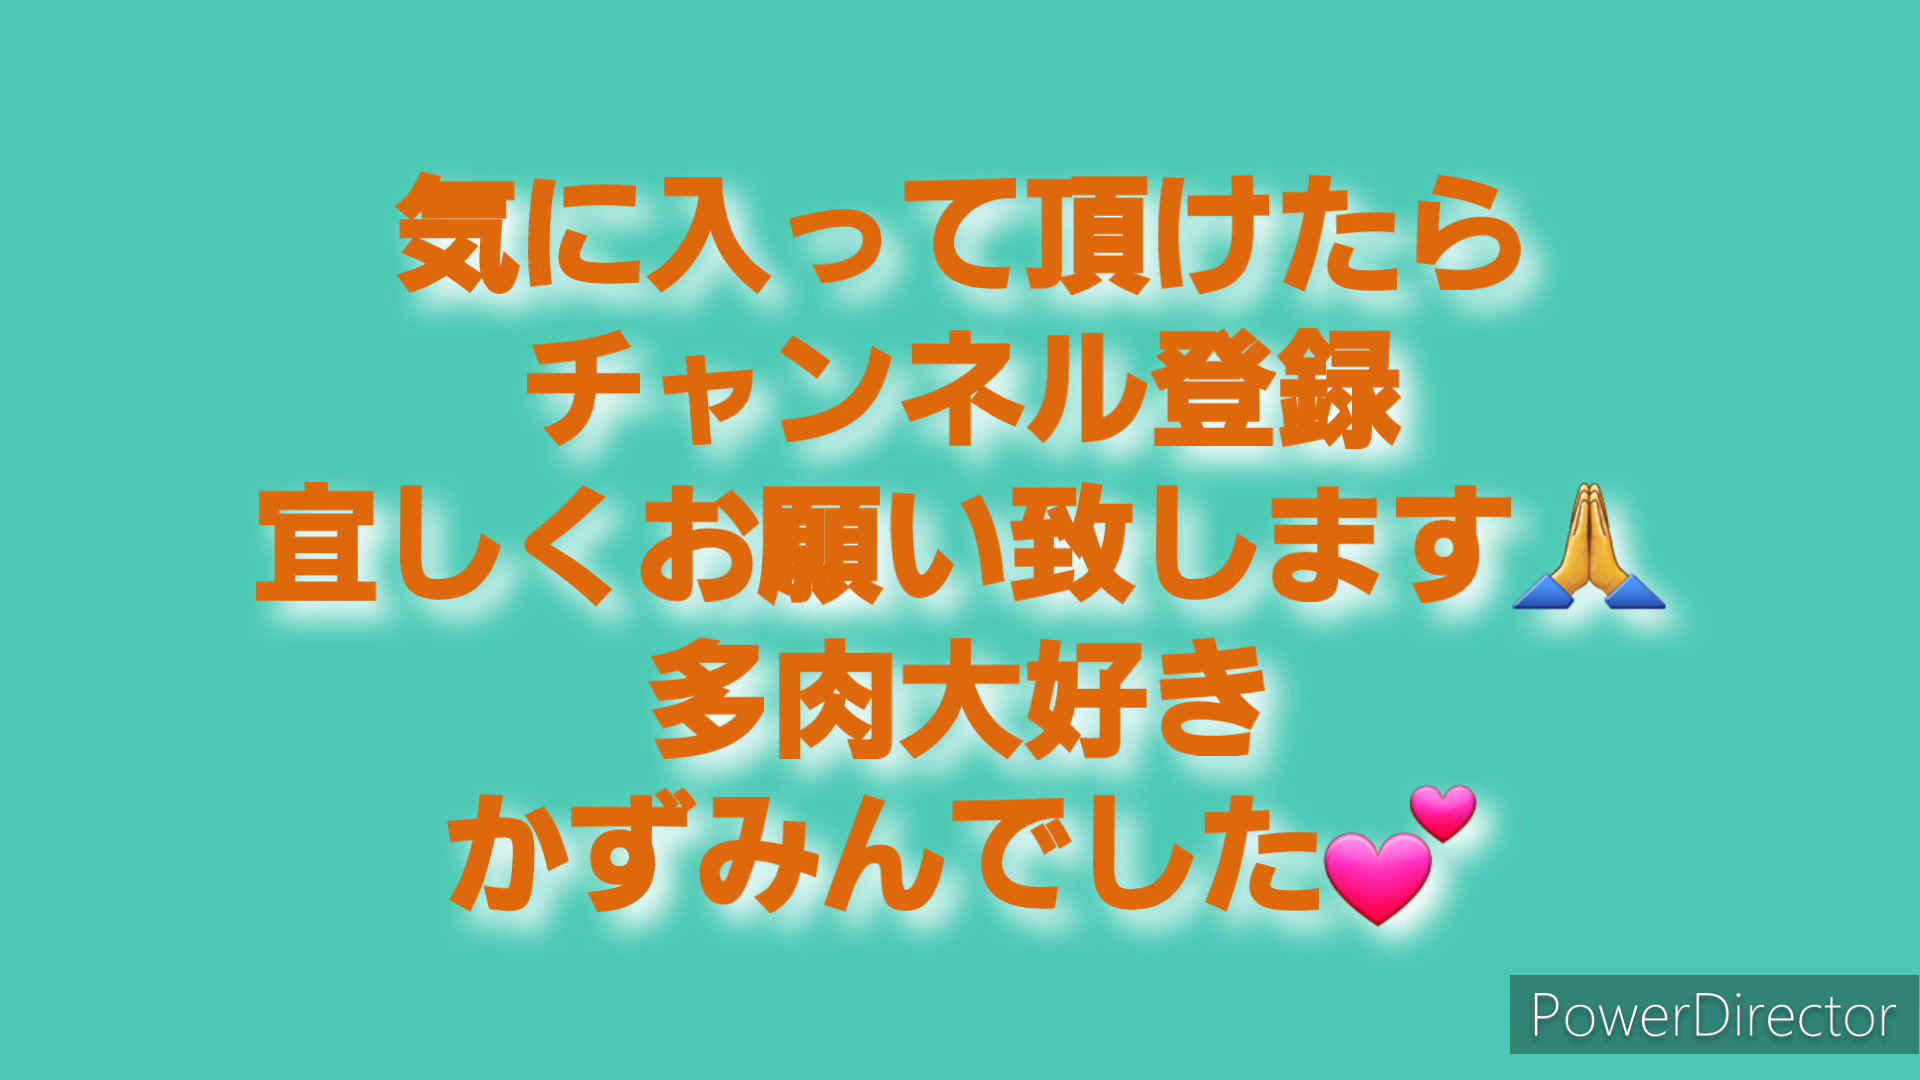 気に入って頂けたら
チャンネル登録
宜しくお願い致します🙏
多肉大好き
かずみんでした💕
PowerDirector